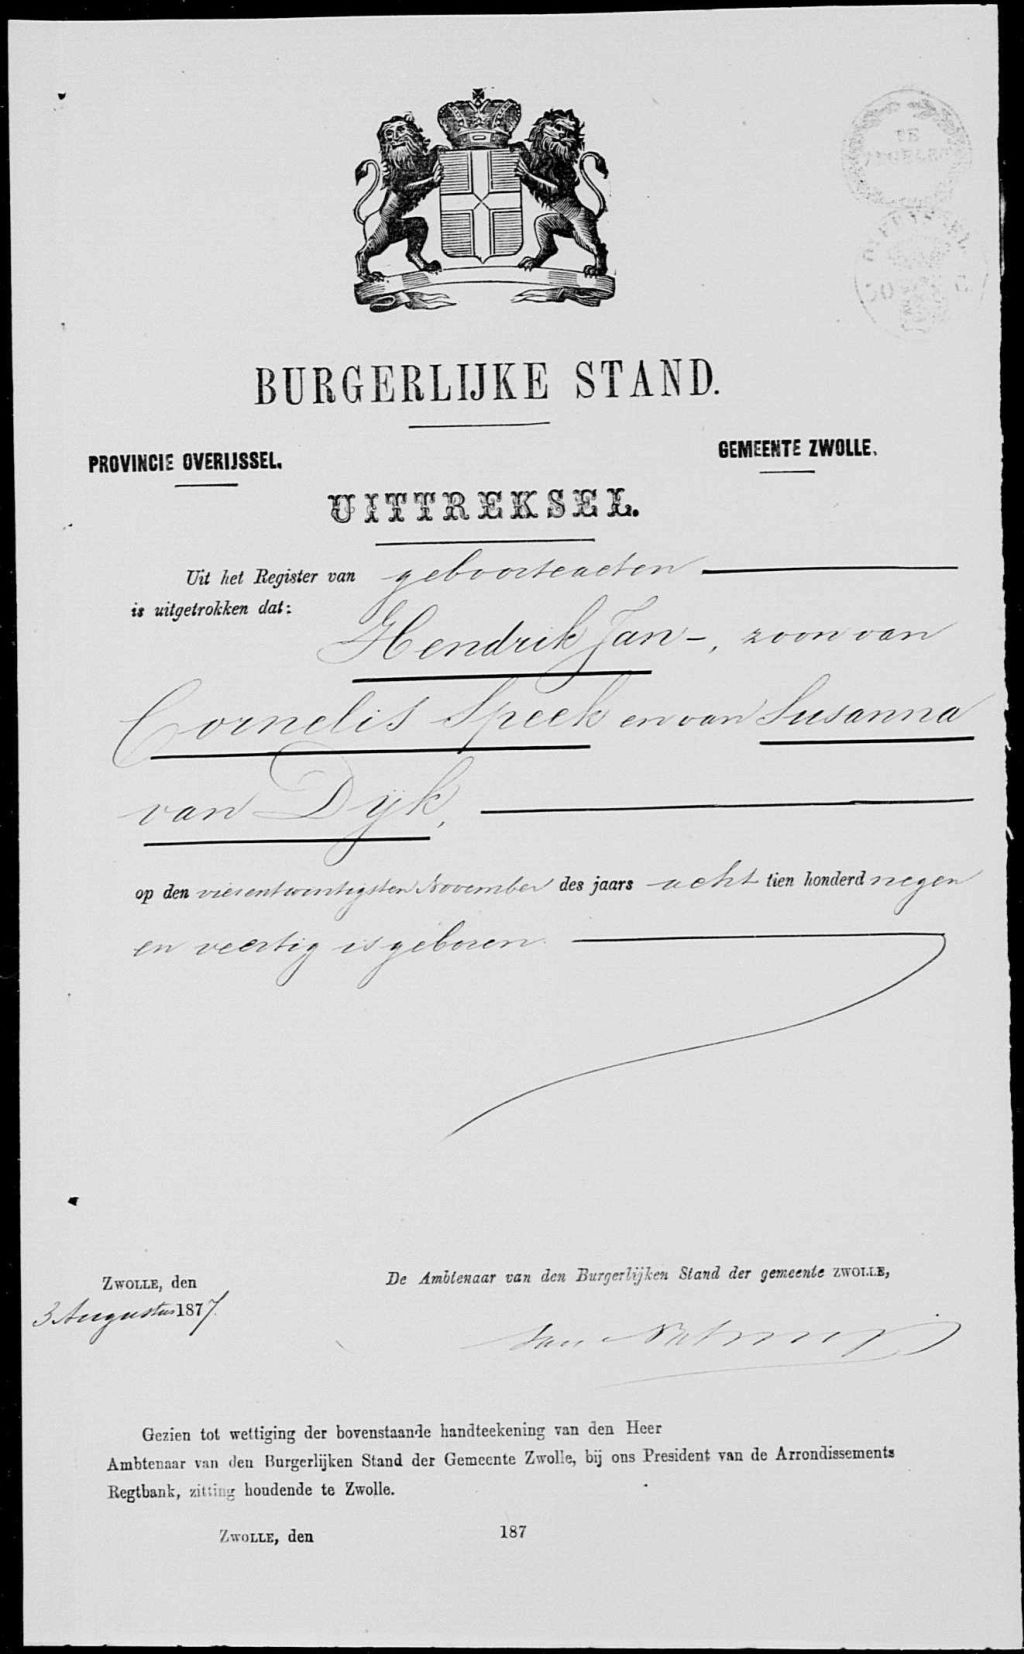 BURGERLIJKE STAND.
PROVINCIE OVERIJSSEL.
GEMEENTE ZWOLLE.
UITTREKSEL.
Uit het Register van geboorteacten
is uitgetrokken dat:
Hendrik Jan, zoon van
Cornelis Speek en van Susanna
van Dijk,
op den vierentwintigsten November des jaars acht tien honderd negen
en veertig is geboren.
ZWOLLE, den
3 Augustus 1877.
De Ambtenaar van den Burgerlijken Stand der gemeente ZWOLLE,
Gezien tot wettiging der bovenstaande handteekening van den Heer
Ambtenaar van den Burgerlijken Stand der Gemeente Zwolle, bij ons President van de Arrondissements
Regtbank, zitting houdende te Zwolle.
ZWOLLE, den 187